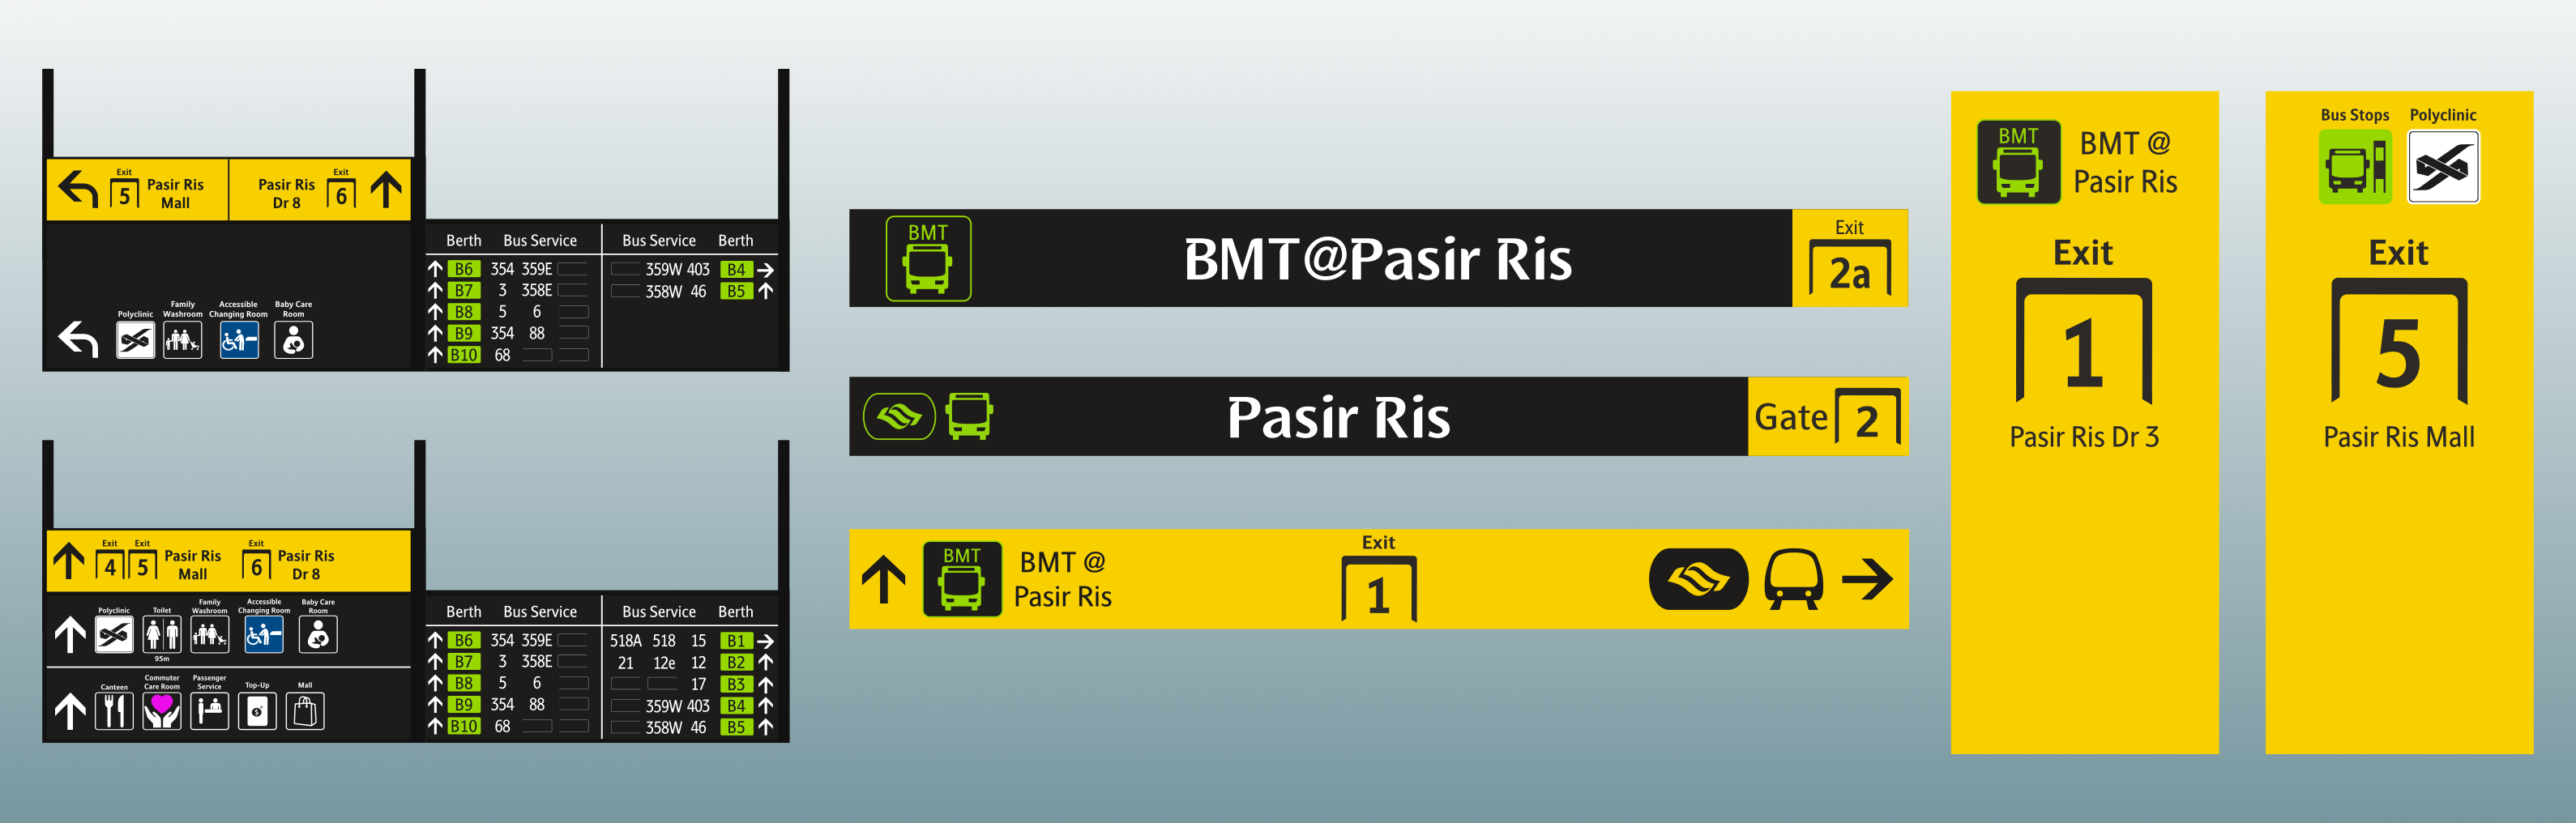 Exit
5
Pasir Ris
Mall
Pasir Ris
Dr 8
Exit
6
Polyclinic
Family
Washroom
Accessible
Changing Room
Baby Care
Room
Berth Bus Service Bus Service Berth
B6 354 359E 359W 403 B4
B7 3 358E 358W 46 B5
B8 5 6
B9 354 88
B10 68
Exit Exit
4 5
Pasir Ris
Mall
Exit
6
Pasir Ris
Dr 8
Polyclinic
Toilet
95m
Family
Washroom
Accessible
Changing Room
Baby Care
Room
Canteen
Commuter
Care Room
Passenger
Service
Top-Up
$
Mall
Berth Bus Service Bus Service Berth
B6 354 359E 518A 518 15 B1
B7 3 358E 21 12e 12 B2
B8 5 6 17 B3
B9 354 88 359W 403 B4
B10 68 358W 46 B5
BMT
BMT@Pasir Ris
Exit
2a
Pasir Ris
Gate 2
BMT
BMT @
Pasir Ris
Exit
1
BMT
BMT @
Pasir Ris
Exit
1
Pasir Ris Dr 3
Bus Stops Polyclinic
Exit
5
Pasir Ris Mall